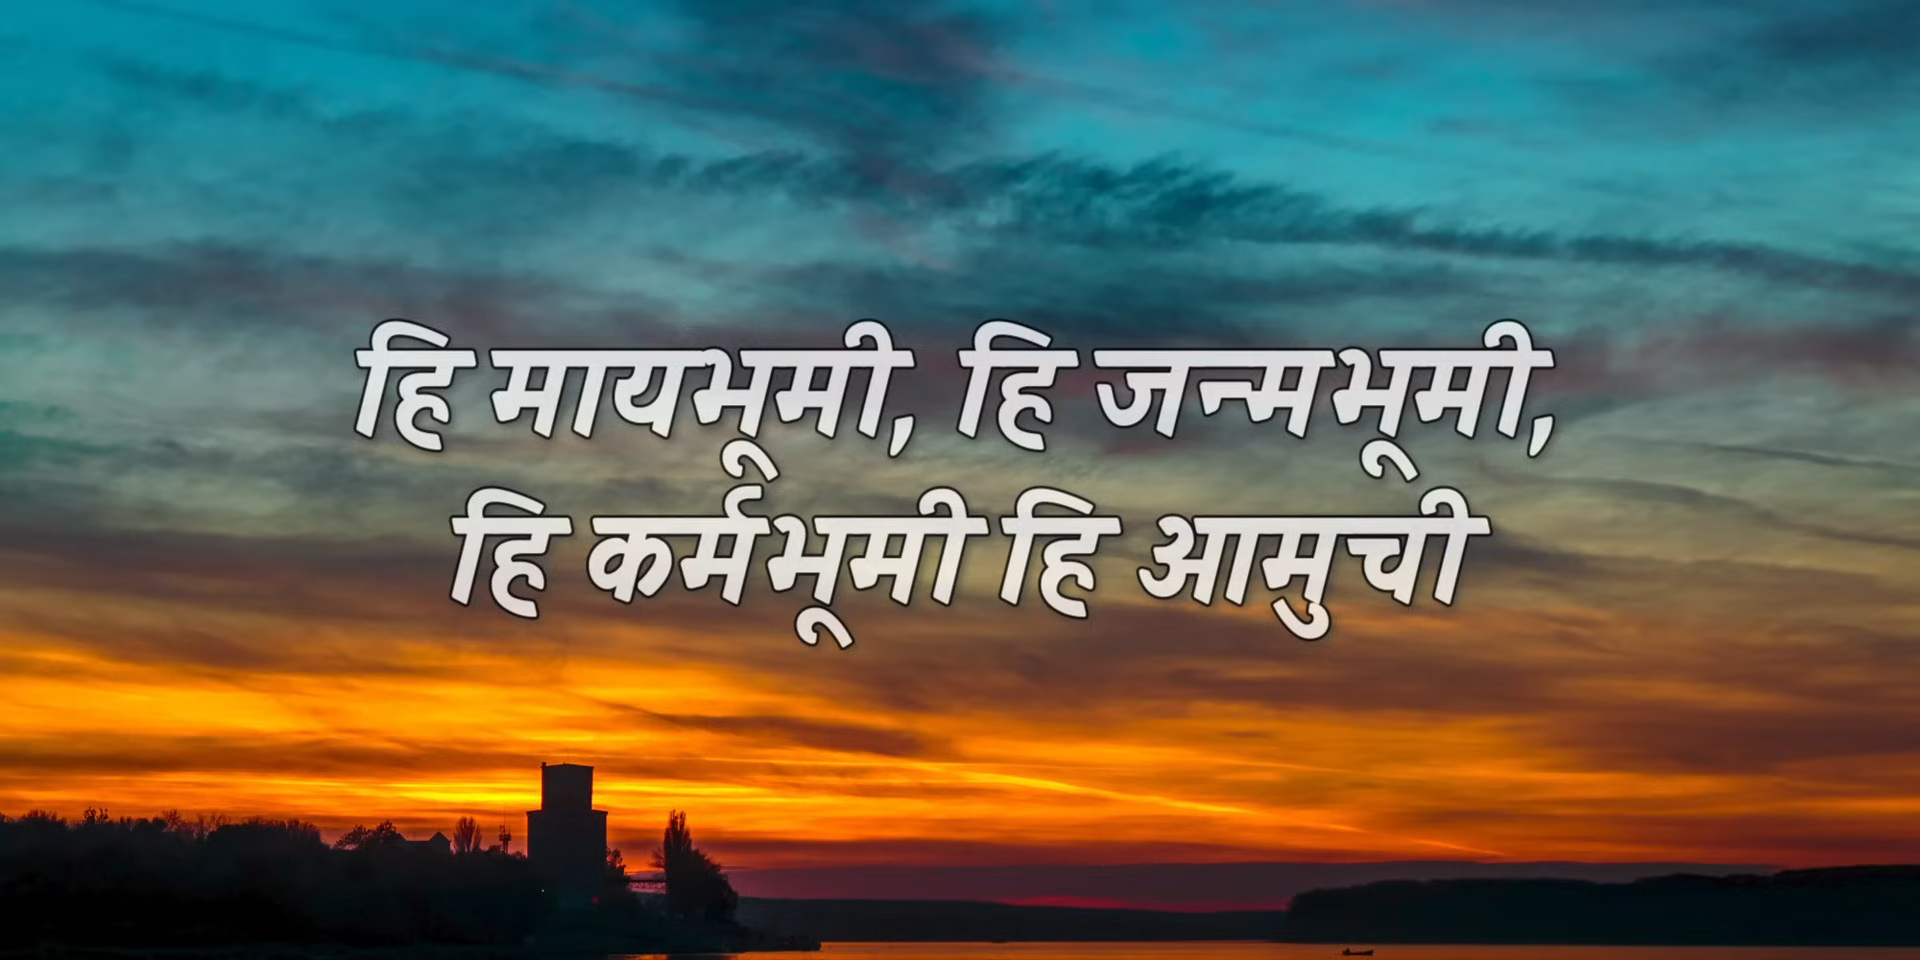 हि मायभूमी, हि जन्मभूमी,
हि कर्मभूमी हि आमुची